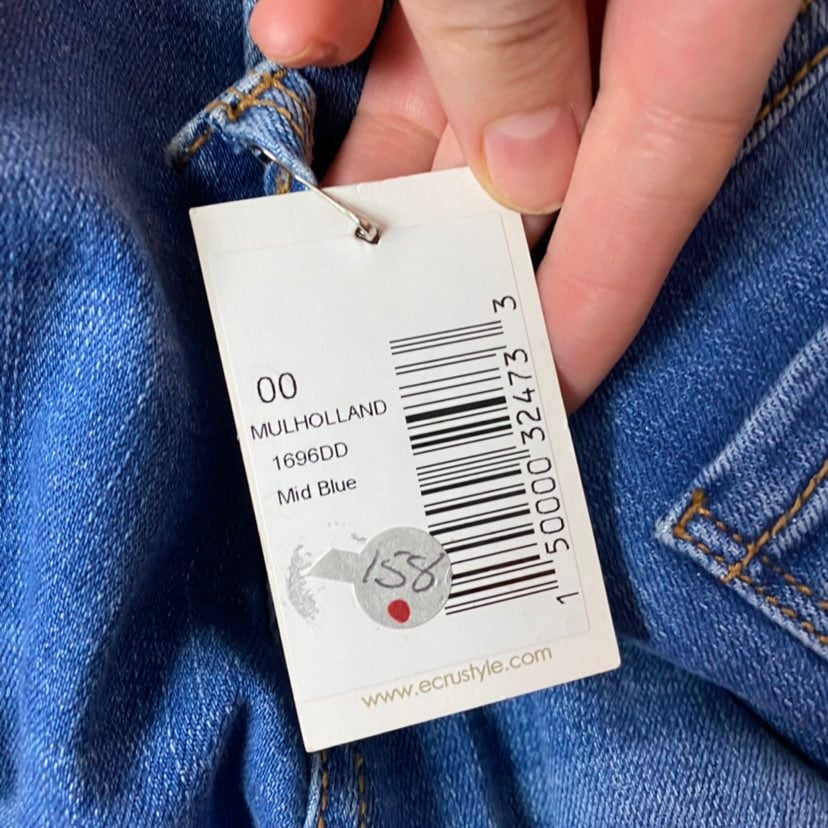 00
MULHOLLAND
1696DD
Mid Blue
158
1 50000 32473 3
www.ecrustyle.com